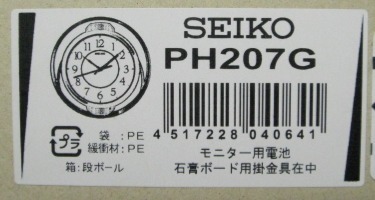 SEIKO
PH207G
4 517228 040641
プラ
袋:PE
緩衝材:PE
箱:段ボール
モニター用電池
石膏ボード用掛金具在中